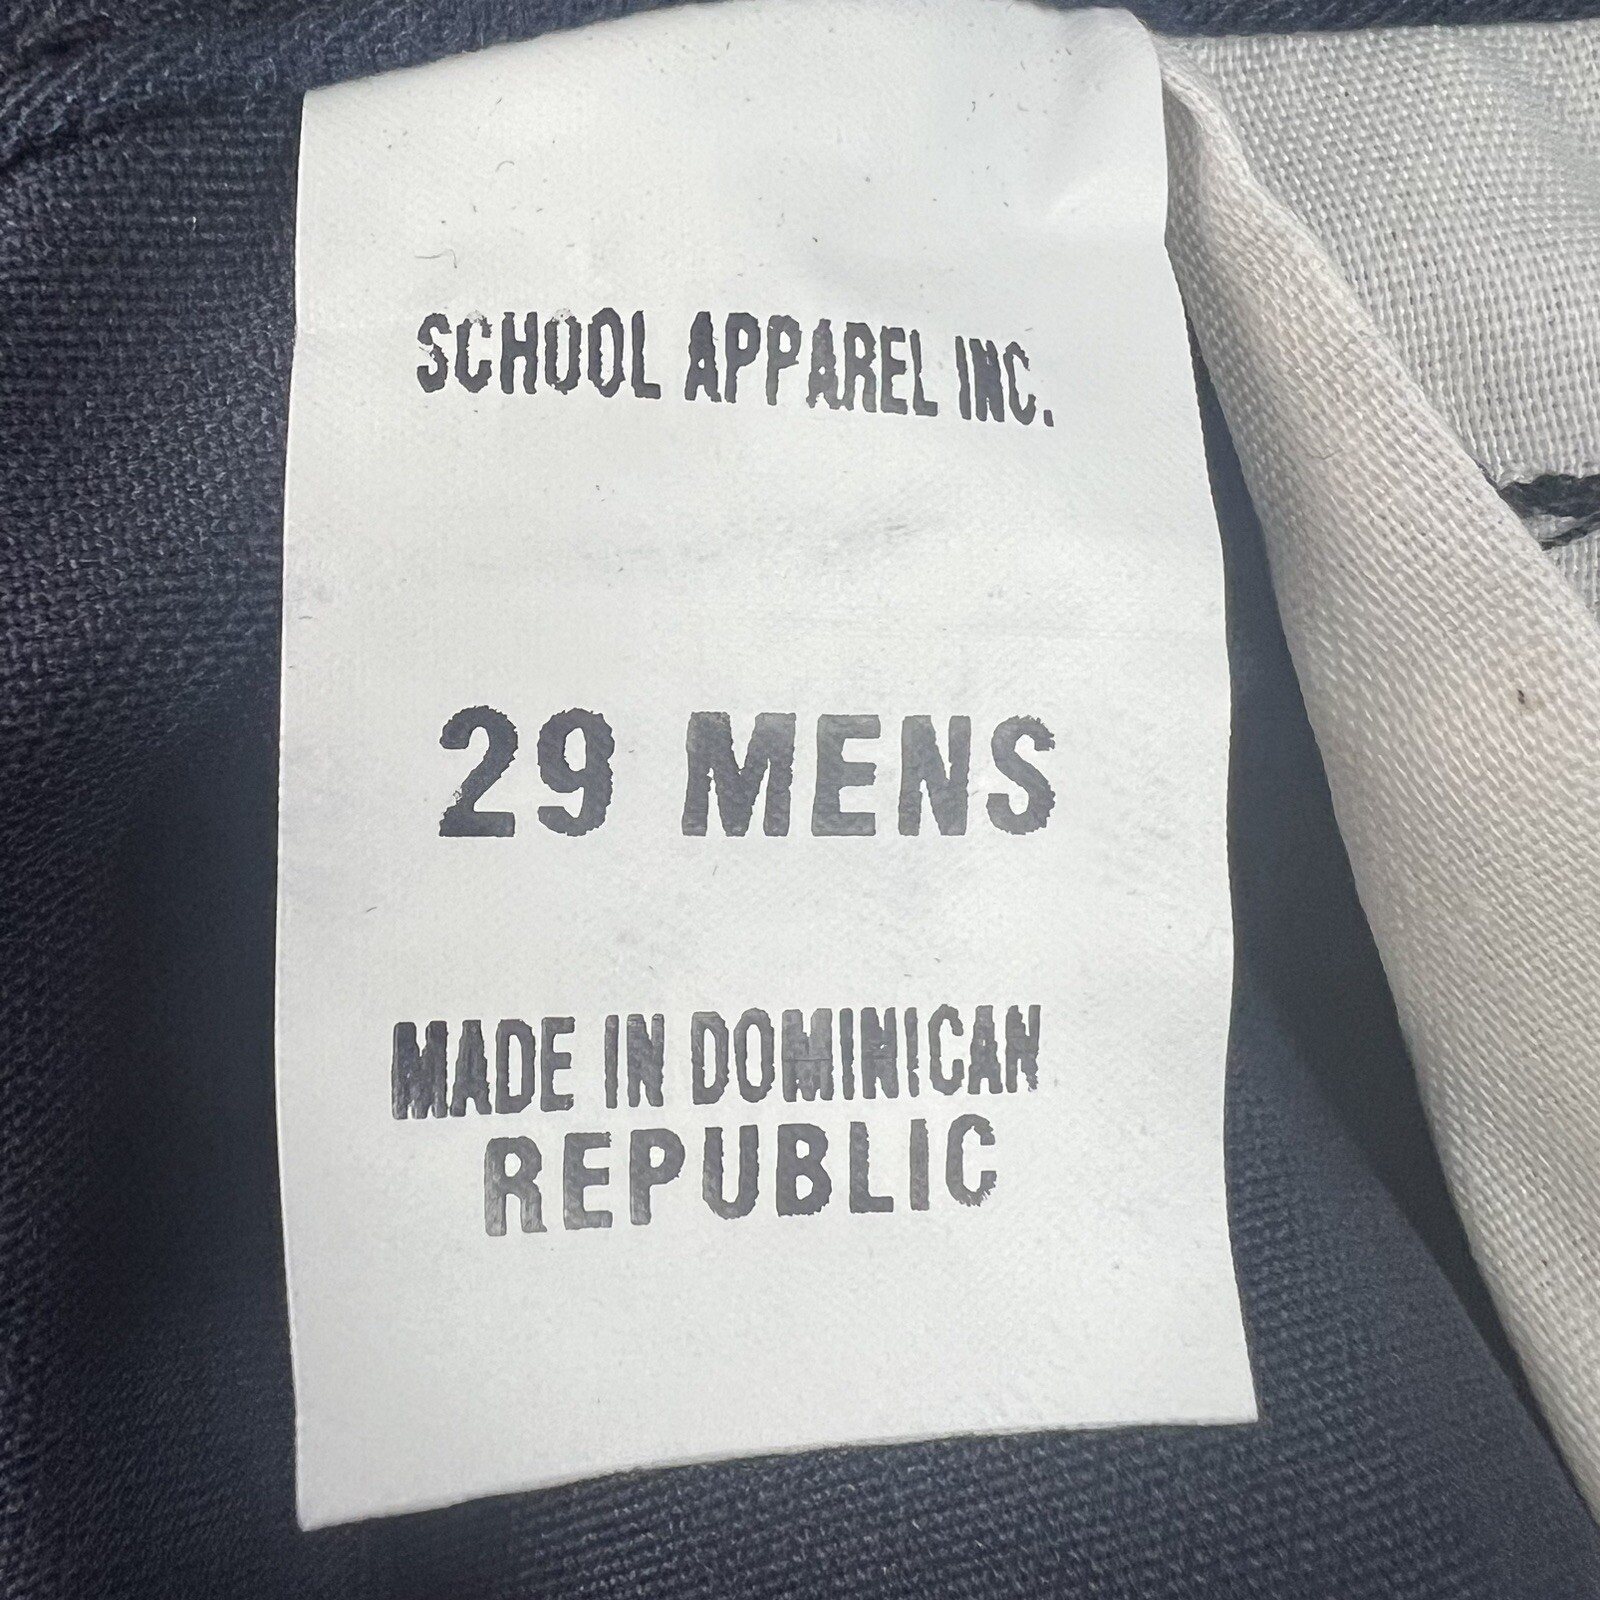 SCHOOL APPAREL INC.
29 MENS
MADE IN DOMINICAN
REPUBLIC